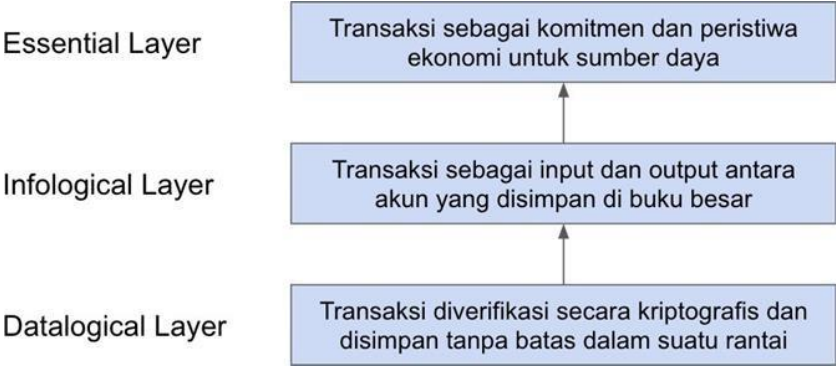 Essential Layer
Transaksi sebagai komitmen dan peristiwa
ekonomi untuk sumber daya
Infological Layer
Transaksi sebagai input dan output antara
akun yang disimpan di buku besar
Datalogical Layer
Transaksi diverifikasi secara kriptografis dan
disimpan tanpa batas dalam suatu rantai